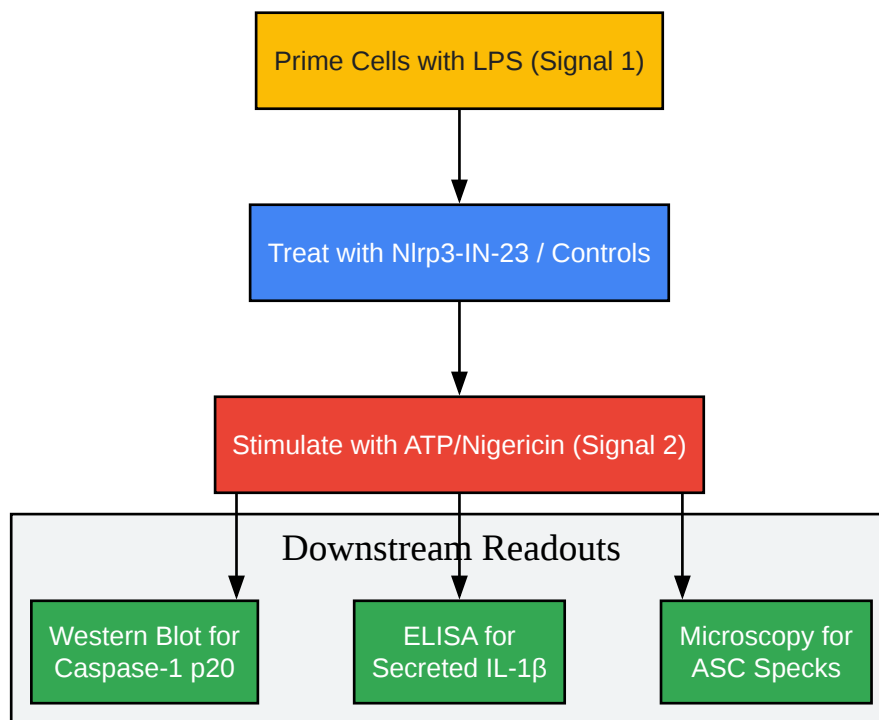 Prime Cells with LPS (Signal 1)
Treat with Nlrp3-IN-23 / Controls
Stimulate with ATP/Nigericin (Signal 2)
Downstream Readouts
Western Blot for
Caspase-1 p20
ELISA for
Secreted IL-1β
Microscopy for
ASC Specks